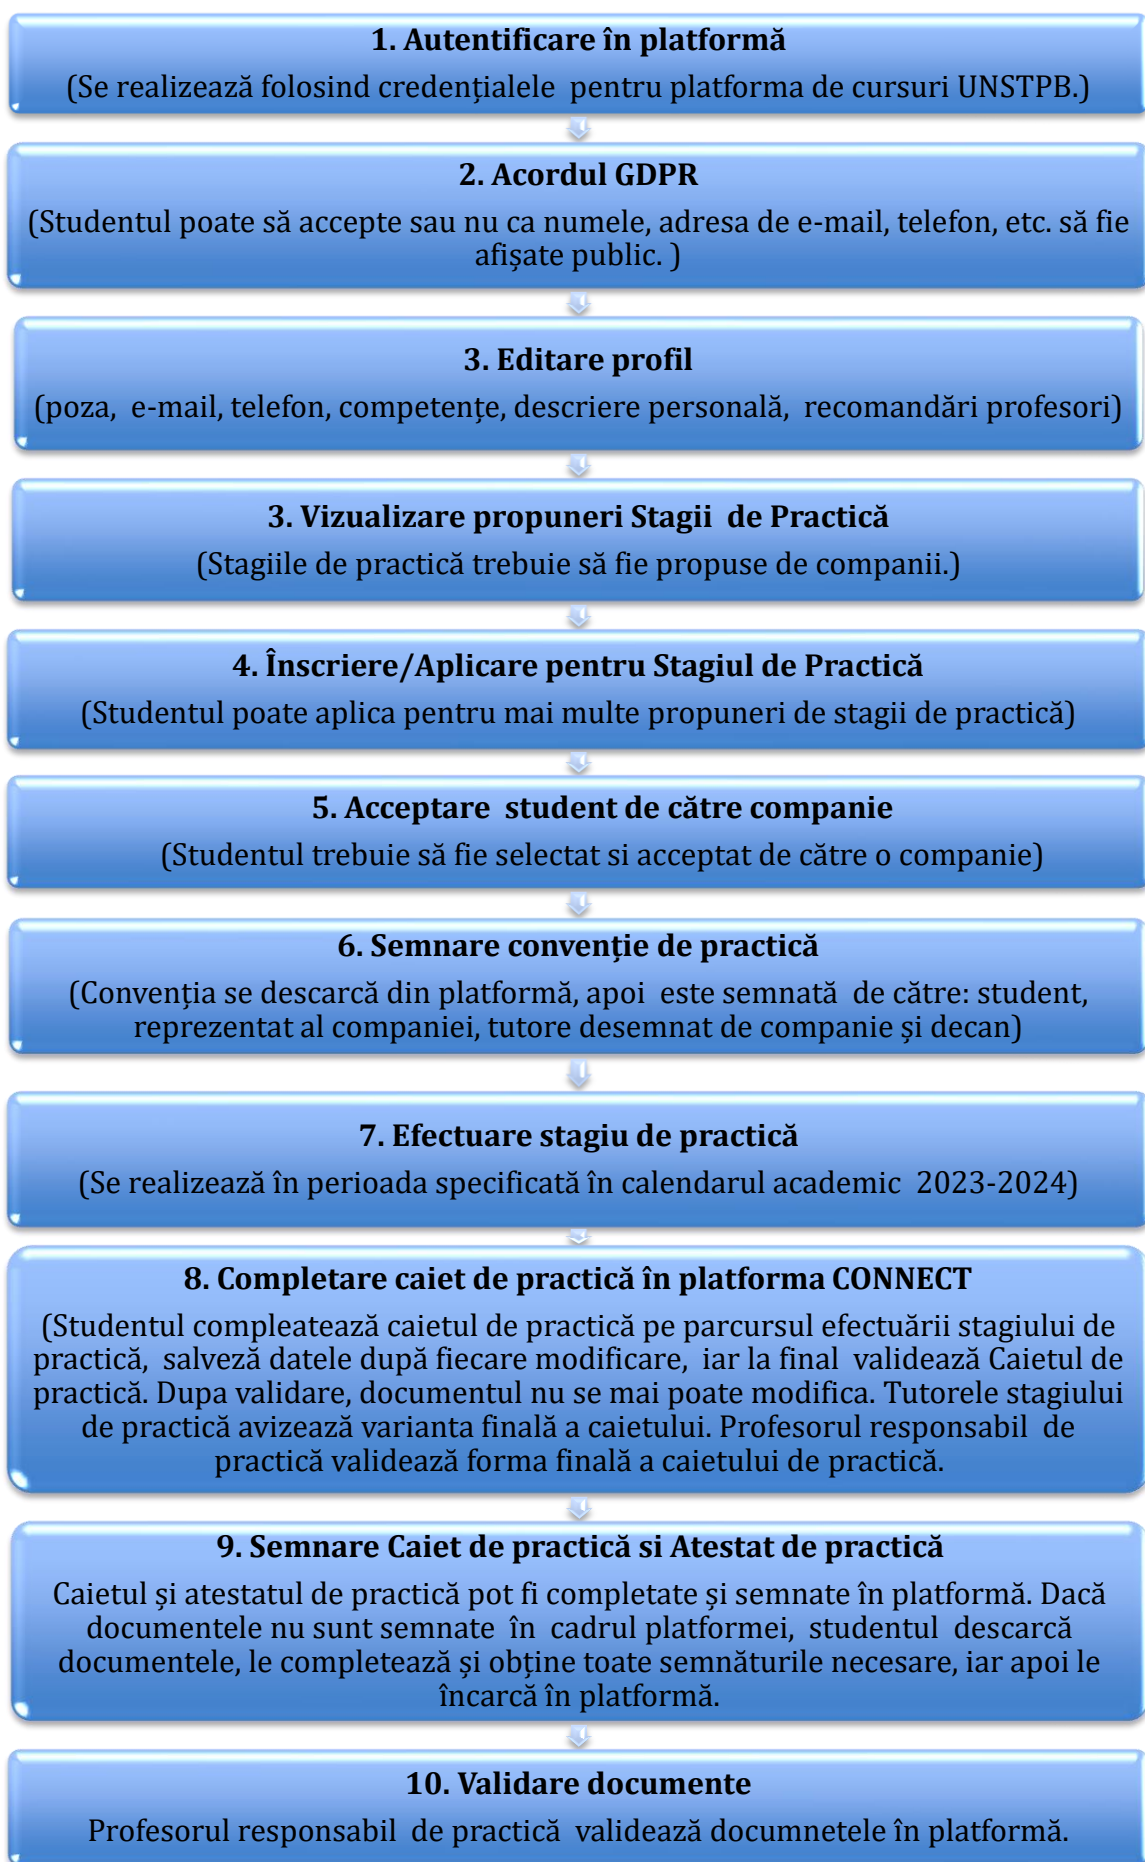 1. Autentificare în platformă
(Se realizează folosind credențialele pentru platforma de cursuri UNSTPB.)
2. Acordul GDPR
(Studentul poate să accepte sau nu ca numele, adresa de e-mail, telefon, etc. să fie
afișate public. )
3. Editare profil
(poza, e-mail, telefon, competențe, descriere personală, recomandări profesori)
3. Vizualizare propuneri Stagii de Practică
(Stagiile de practică trebuie să fie propuse de companii.)
4. Înscriere/Aplicare pentru Stagiul de Practică
(Studentul poate aplica pentru mai multe propuneri de stagii de practică)
5. Acceptare student de către companie
(Studentul trebuie să fie selectat si acceptat de către o companie)
6. Semnare convenție de practică
(Convenția se descarcă din platformă, apoi este semnată de către: student,
reprezentat al companiei, tutore desemnat de companie și decan)
7. Efectuare stagiu de practică
(Se realizează în perioada specificată în calendarul academic 2023-2024)
8. Completare caiet de practică în platforma CONNECT
(Studentul compleatează caietul de practică pe parcursul efectuării stagiului de
practică, salveză datele după fiecare modificare, iar la final validează Caietul de
practică. Dupa validare, documentul nu se mai poate modifica. Tutorele stagiului
de practică avizează varianta finală a caietului. Profesorul responsabil de
practică validează forma finală a caietului de practică.
9. Semnare Caiet de practică si Atestat de practică
Caietul și atestatul de practică pot fi completate și semnate în platformă. Dacă
documentele nu sunt semnate în cadrul platformei, studentul descarcă
documentele, le completează și obține toate semnăturile necesare, iar apoi le
încarcă în platformă.
10. Validare documente
Profesorul responsabil de practică validează documnetele în platformă.